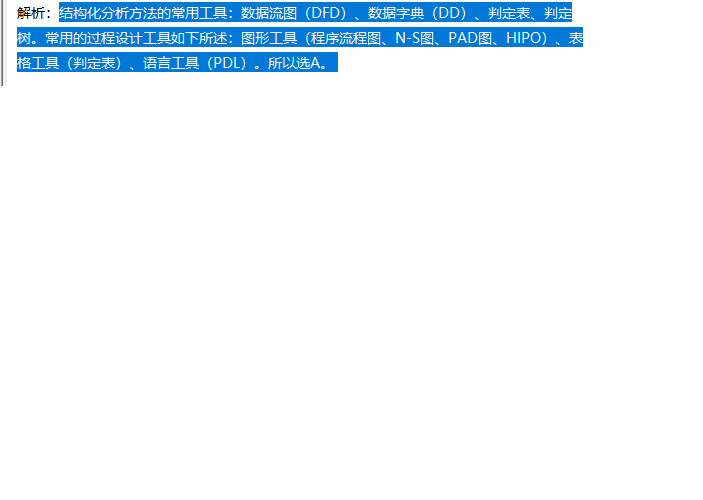 解析：结构化分析方法的常用工具：数据流图（DFD）、数据字典（DD）、判定表、判定
树。常用的过程设计工具如下所述：图形工具（程序流程图、N-S图、PAD图、HIPO）、表
格工具（判定表）、语言工具（PDL）。所以选A。